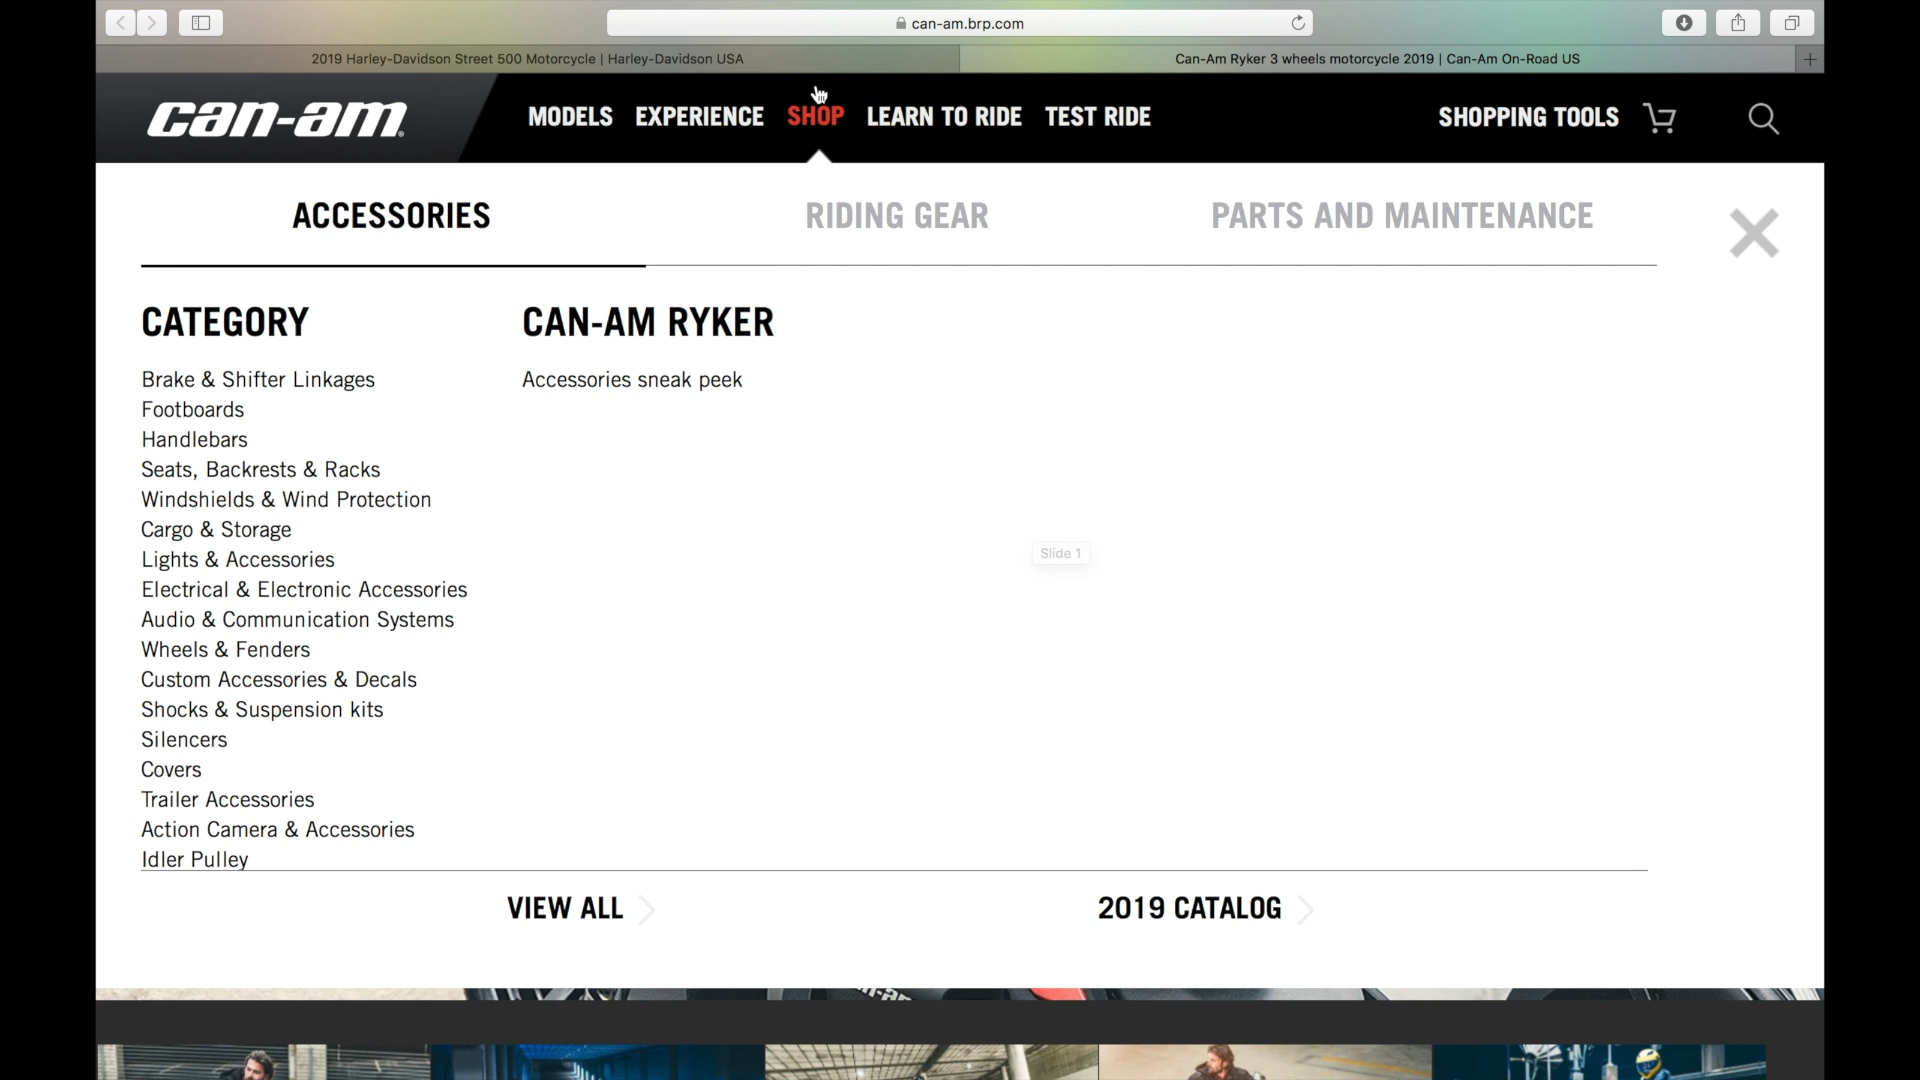 can-am.brp.com
2019 Harley-Davidson Street 500 Motorcycle | Harley-Davidson USA
Can-Am Ryker 3 wheels motorcycle 2019 | Can-Am On-Road US
can-am
MODELS EXPERIENCE SHOP LEARN TO RIDE TEST RIDE SHOPPING TOOLS
ACCESSORIES RIDING GEAR PARTS AND MAINTENANCE
CATEGORY
Brake & Shifter Linkages
Footboards
Handlebars
Seats, Backrests & Racks
Windshields & Wind Protection
Cargo & Storage
Lights & Accessories
Electrical & Electronic Accessories
Audio & Communication Systems
Wheels & Fenders
Custom Accessories & Decals
Shocks & Suspension kits
Silencers
Covers
Trailer Accessories
Action Camera & Accessories
Idler Pulley
CAN-AM RYKER
Accessories sneak peek
Slide 1
VIEW ALL
2019 CATALOG